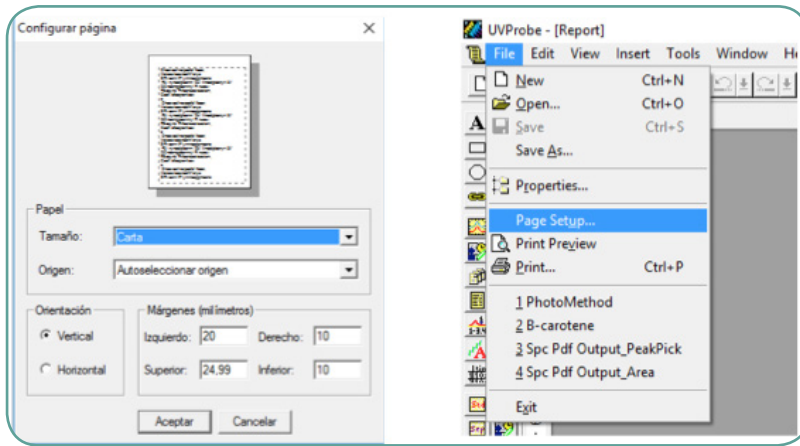 Configurar página
Papel
Tamaño: Carta
Origen: Autoseleccionar origen
Orientación
Vertical
Horizontal
Márgenes (milímetros)
Izquierdo: 20 Derecho: 10
Superior: 24,99 Inferior: 10
Aceptar Cancelar
UVProbe - [Report]
File Edit View Insert Tools Window
New Ctrl+N
Open... Ctrl+O
Save Ctrl+S
Save As...
Properties...
Page Setup...
Print Preview
Print... Ctrl+P
1 PhotoMethod
2 B-carotene
3 Spc Pdf Output_PeakPick
4 Spc Pdf Output_Area
Exit